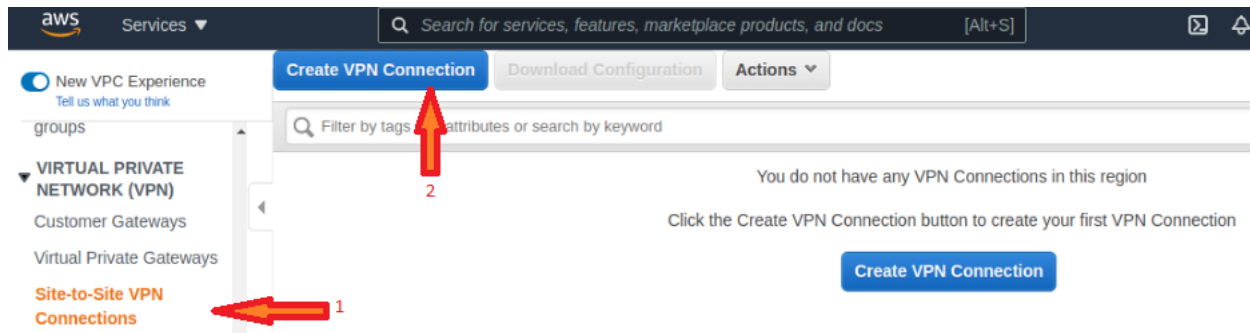 aws Services ▼ Search for services, features, marketplace products, and docs [Alt+S]
New VPC Experience
Tell us what you think
groups
VIRTUAL PRIVATE
NETWORK (VPN)
Customer Gateways
Virtual Private Gateways
Site-to-Site VPN
Connections
1
Create VPN Connection Download Configuration Actions
Filter by tags attributes or search by keyword
2
You do not have any VPN Connections in this region
Click the Create VPN Connection button to create your first VPN Connection
Create VPN Connection